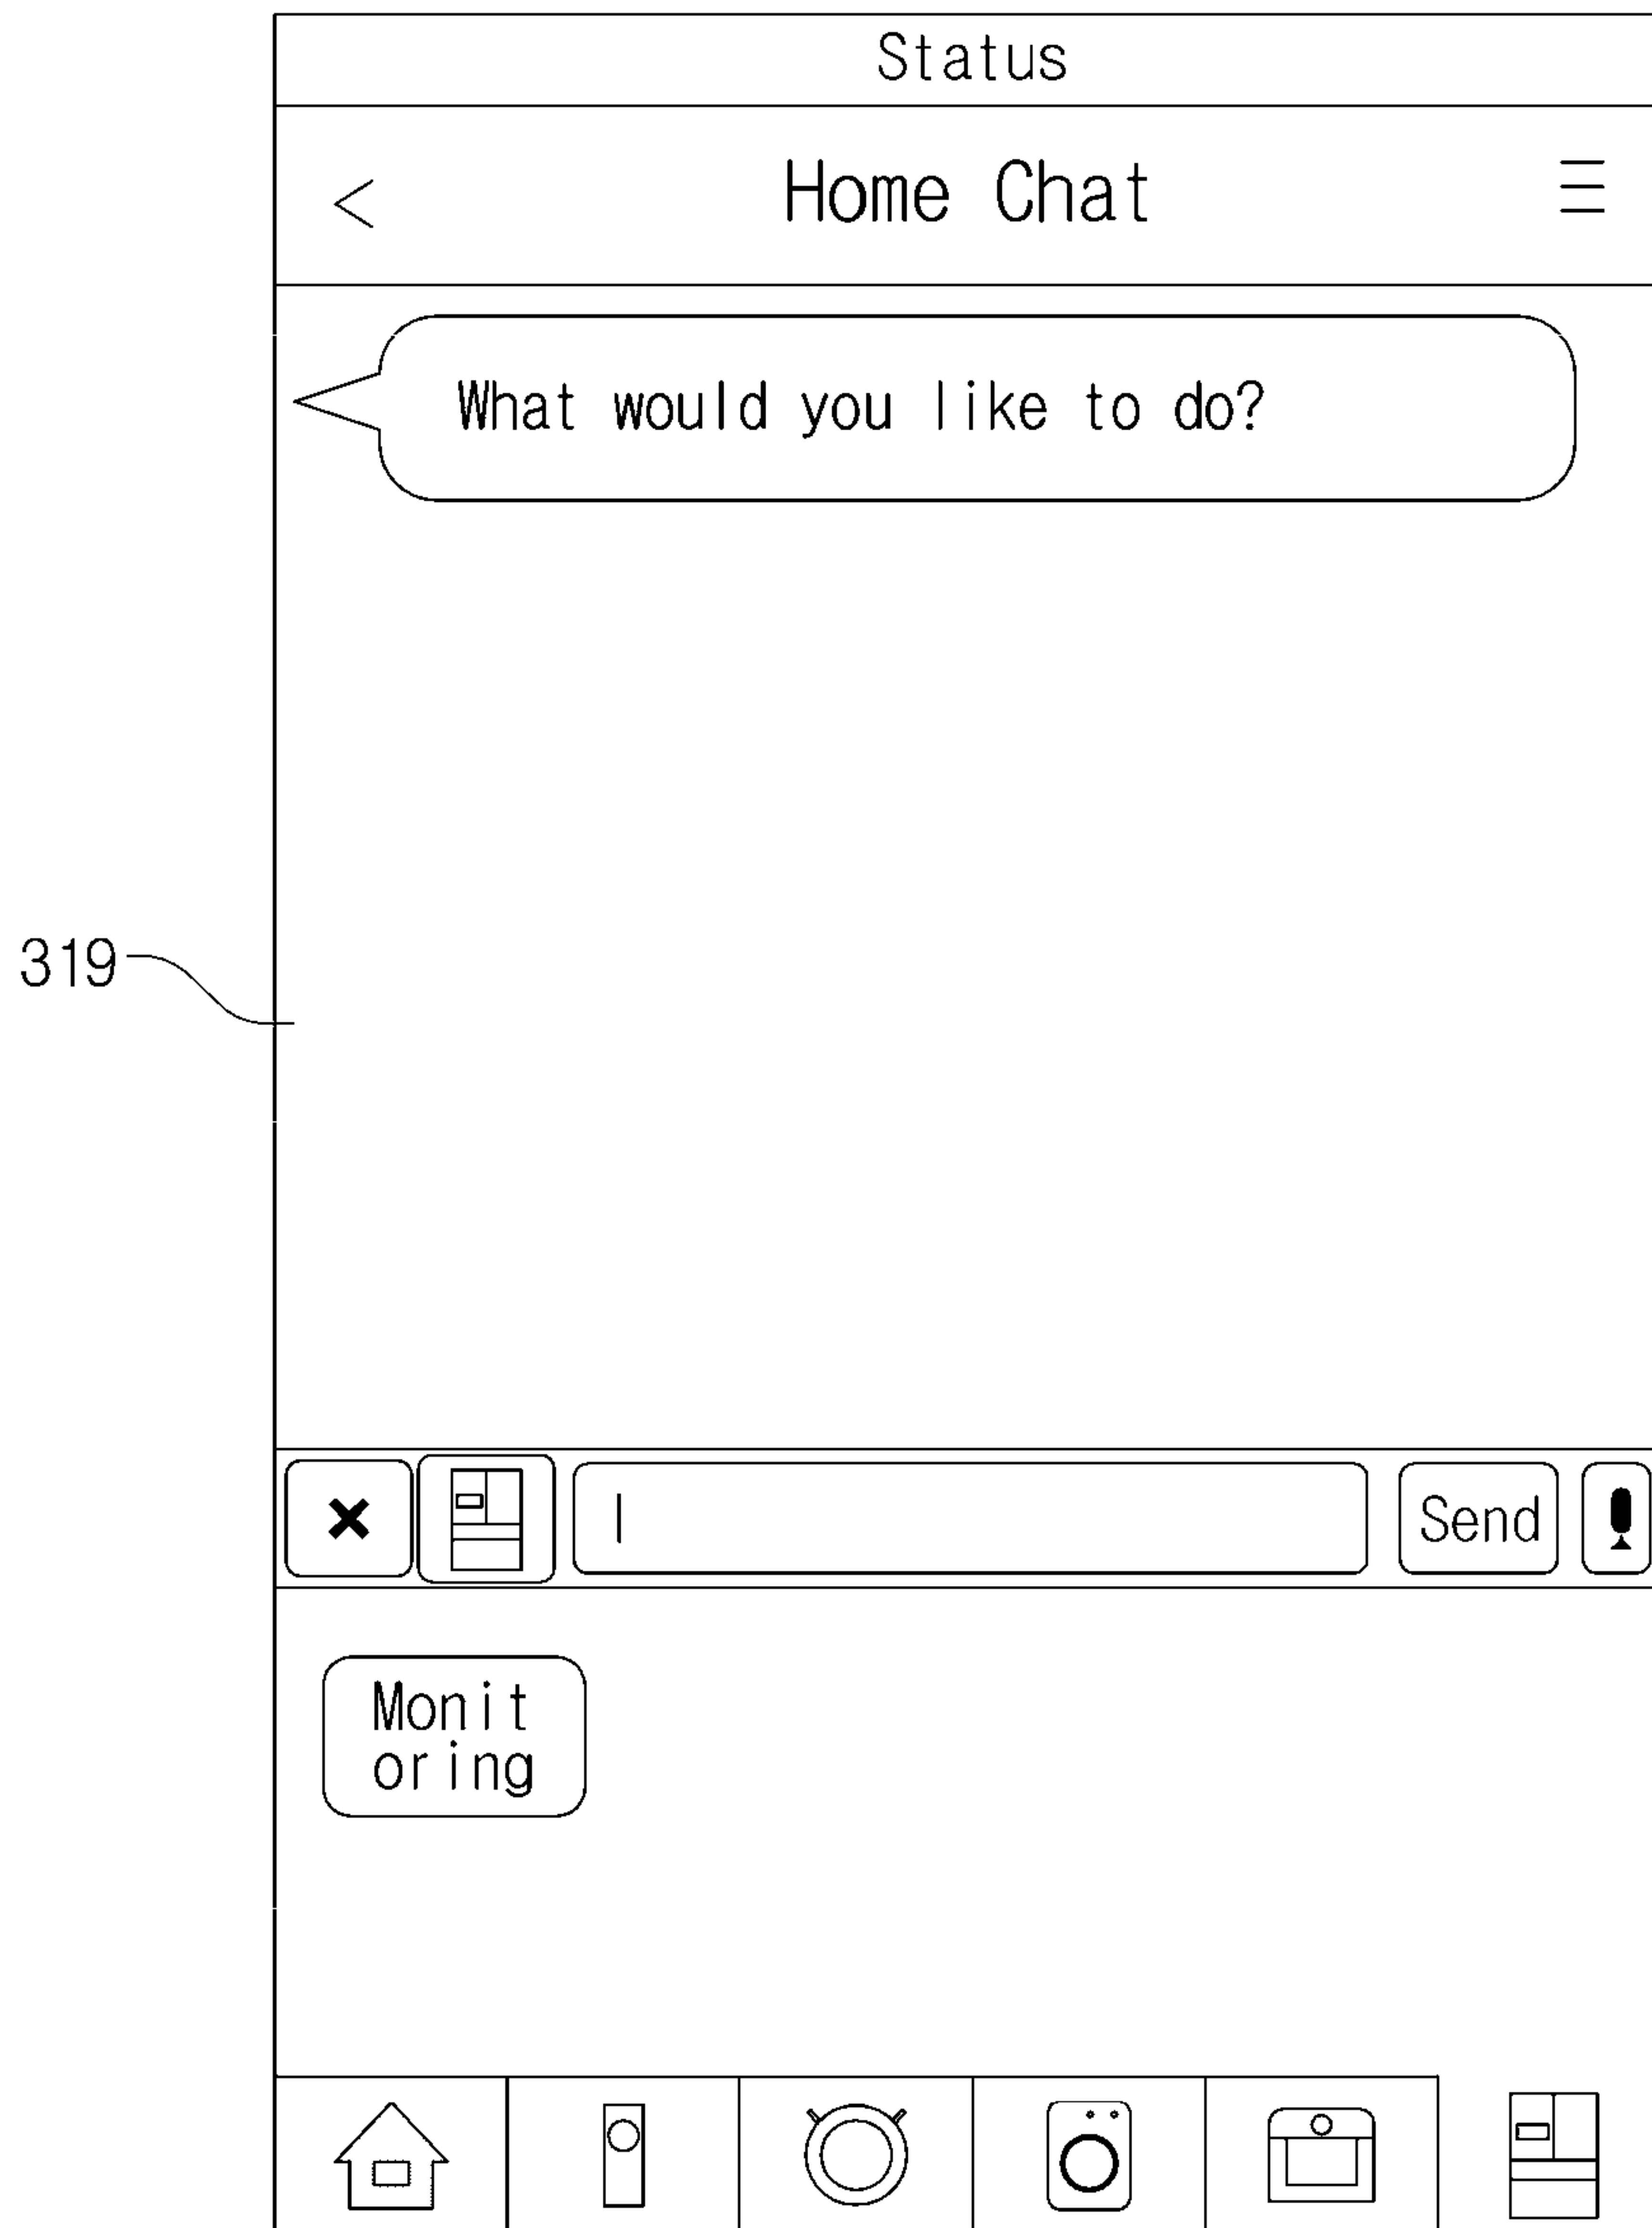 Status
Home Chat
What would you like to do?
319
Send
Monit
oring